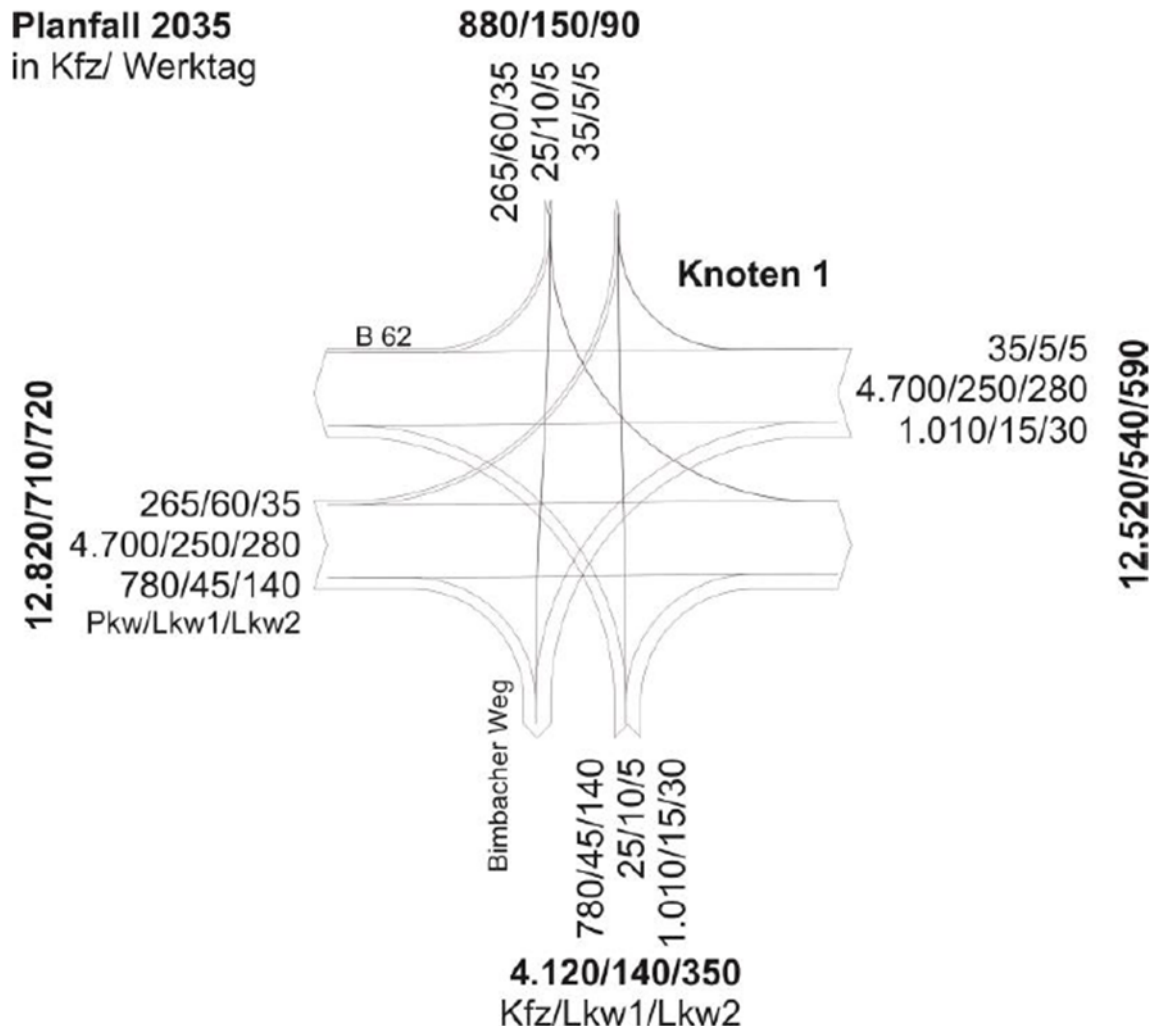 Planfall 2035
in Kfz/ Werktag
880/150/90
265/60/35
25/10/5
35/5/5
Knoten 1
B 62
35/5/5
4.700/250/280
1.010/15/30
12.520/540/590
12.820/710/720
265/60/35
4.700/250/280
780/45/140
Pkw/Lkw1/Lkw2
Bimbacher Weg
780/45/140
25/10/5
1.010/15/30
4.120/140/350
Kfz/Lkw1/Lkw2